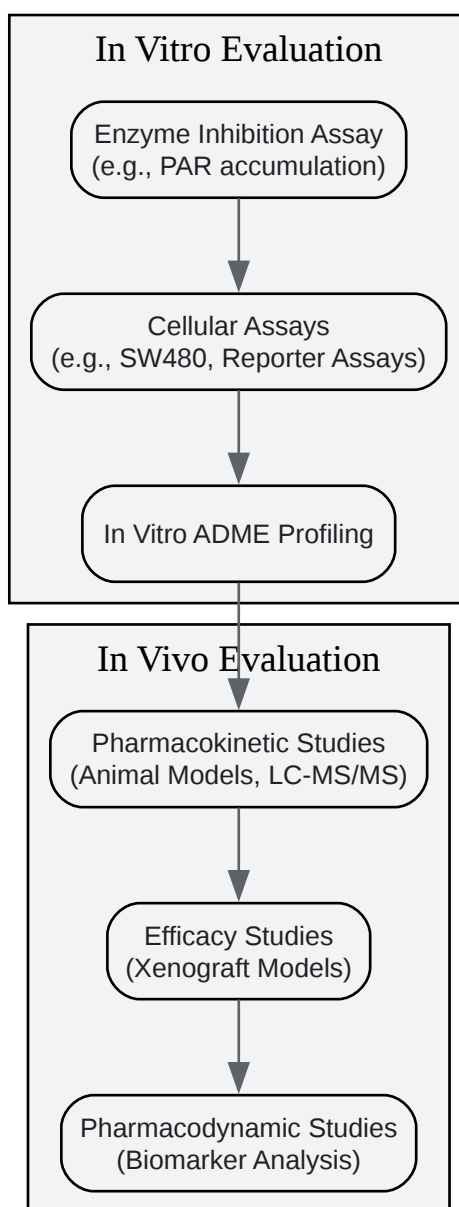 In Vitro Evaluation
Enzyme Inhibition Assay
(e.g., PAR accumulation)
Cellular Assays
(e.g., SW480, Reporter Assays)
In Vitro ADME Profiling
In Vivo Evaluation
Pharmacokinetic Studies
(Animal Models, LC-MS/MS)
Efficacy Studies
(Xenograft Models)
Pharmacodynamic Studies
(Biomarker Analysis)